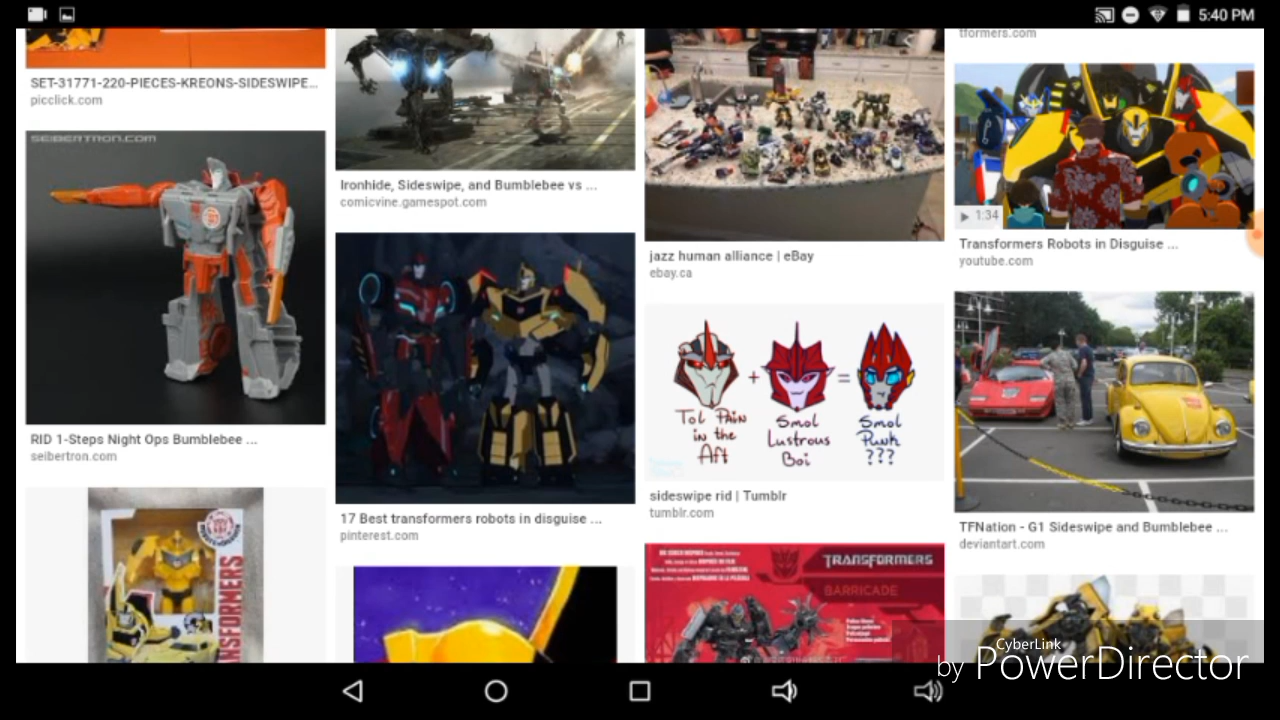 5:40 PM
SET-31771-220-PIECES-KREONS-SIDESWIPE...
picclick.com
SEIBERTRON.COM
RID 1-Steps Night Ops Bumblebee ...
seibertron.com
TRANSFORMERS
Ironhide, Sideswipe, and Bumblebee vs ...
comicvine.gamespot.com
17 Best transformers robots in disguise ...
pinterest.com
jazz human alliance | eBay
ebay.ca
+ =
Tol Pain
in the
Aft
Smol
Lustrous
Boi
Smol
Punk
???
sideswipe rid | Tumblr
tumblr.com
TRANSFORMERS
BARRICADE
tformers.com
1:34
Transformers Robots in Disguise ...
youtube.com
TFNation - G1 Sideswipe and Bumblebee ...
deviantart.com
CyberLink
by PowerDirector